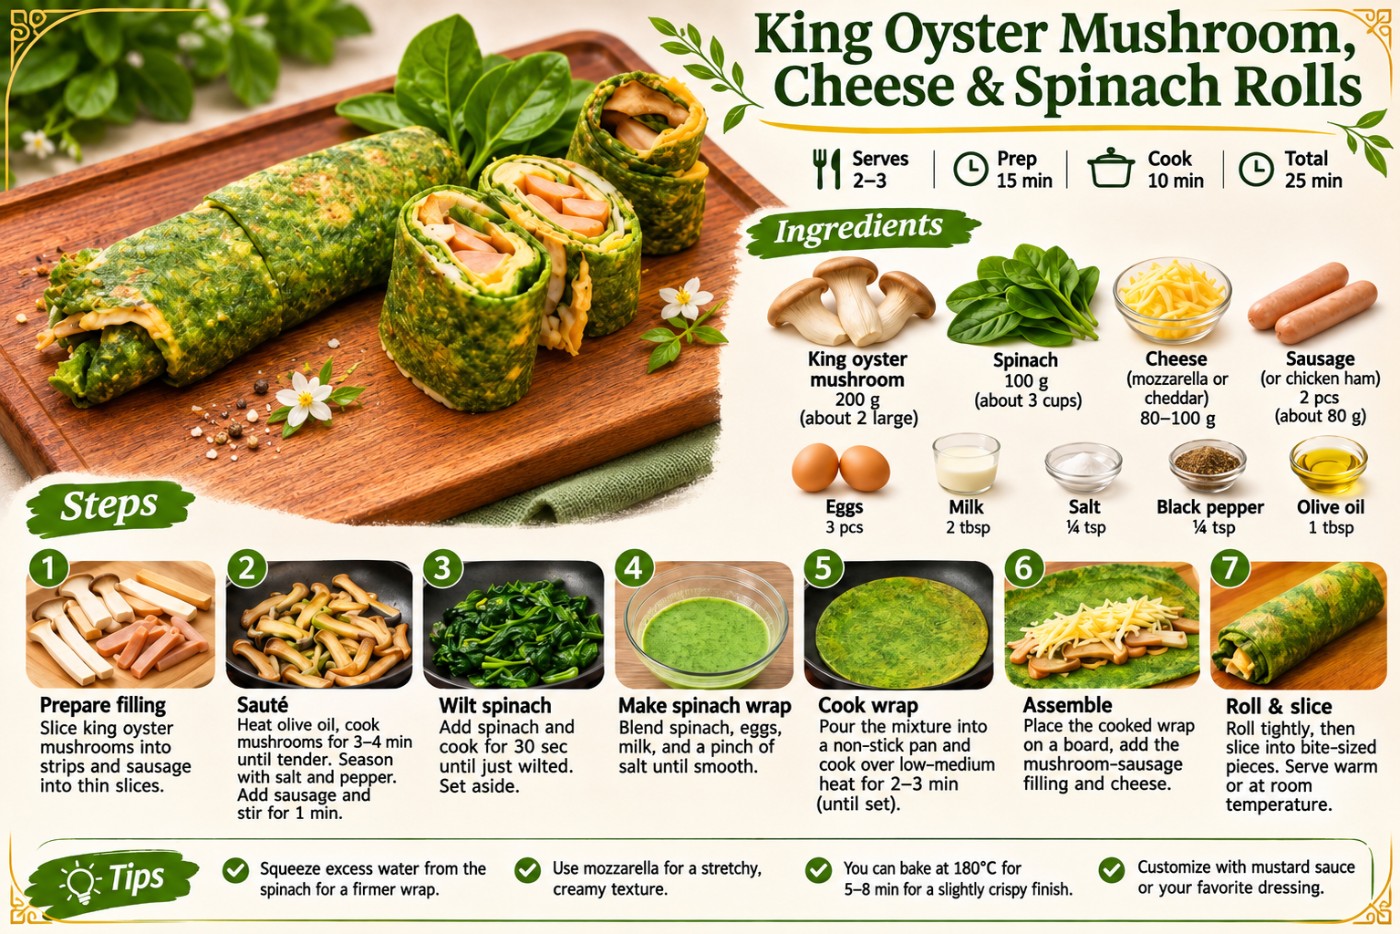 King Oyster Mushroom,
Cheese & Spinach Rolls
Serves
2–3
Prep
15 min
Cook
10 min
Total
25 min
Ingredients
King oyster
mushroom
200 g
(about 2 large)
Spinach
100 g
(about 3 cups)
Cheese
(mozzarella or
cheddar)
80–100 g
Sausage
(or chicken ham)
2 pcs
(about 80 g)
Eggs
3 pcs
Milk
2 tbsp
Salt
¼ tsp
Black pepper
¼ tsp
Olive oil
1 tbsp
Steps
1
Prepare filling
Slice king oyster
mushrooms into
strips and sausage
into thin slices.
2
Sauté
Heat olive oil, cook
mushrooms for 3–4 min
until tender. Season
with salt and pepper.
Add sausage and
stir for 1 min.
3
Wilt spinach
Add spinach and
cook for 30 sec
until just wilted.
Set aside.
4
Make spinach wrap
Blend spinach, eggs,
milk, and a pinch of
salt until smooth.
5
Cook wrap
Pour the mixture into
a non-stick pan and
cook over low–medium
heat for 2–3 min
(until set).
6
Assemble
Place the cooked wrap
on a board, add the
mushroom–sausage
filling and cheese.
7
Roll & slice
Roll tightly, then
slice into bite-sized
pieces. Serve warm
or at room
temperature.
Tips
Squeeze excess water from the
spinach for a firmer wrap.
Use mozzarella for a stretchy,
creamy texture.
You can bake at 180°C for
5–8 min for a slightly crispy finish.
Customize with mustard sauce
or your favorite dressing.